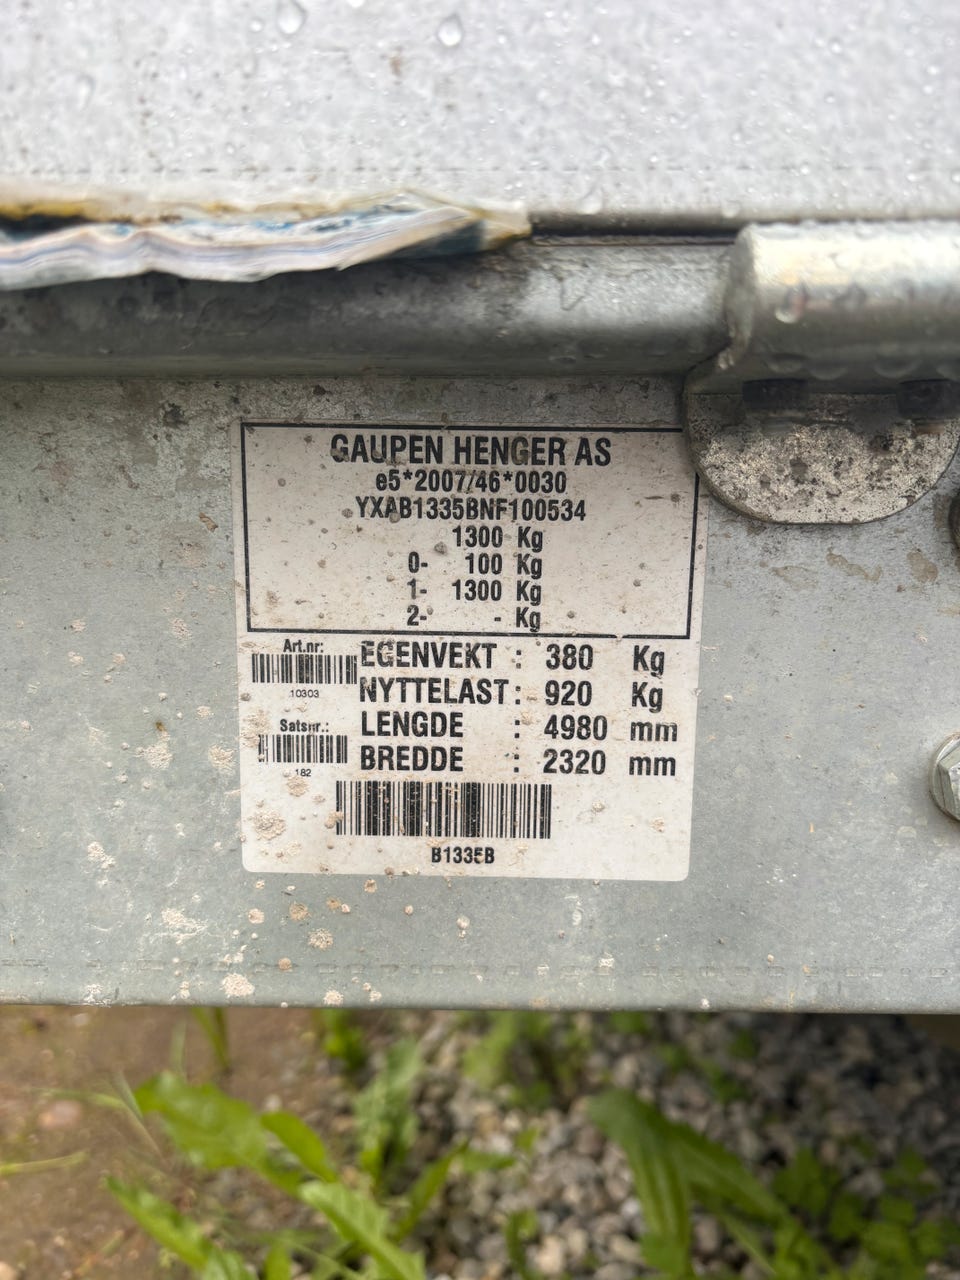 GAUPEN HENGER AS
e5*2007/46*0030
YXAB1335BNF100534
1300 Kg
0- 100 Kg
1- 1300 Kg
2- - Kg
Art.nr:
10303
EGENVEKT : 380 Kg
NYTTELAST : 920 Kg
Satsnr.:
182
LENGDE : 4980 mm
BREDDE : 2320 mm
B1335B